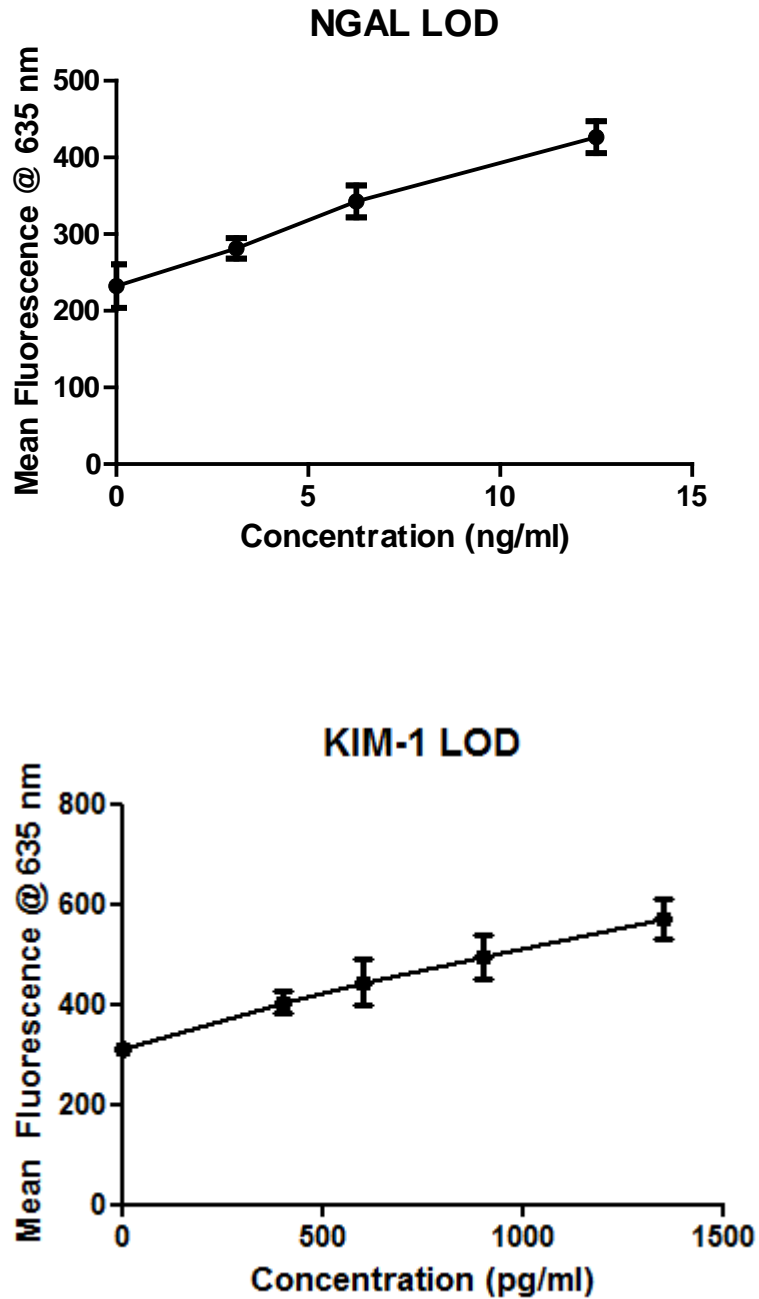 NGAL LOD
Mean Fluorescence @ 635 nm
500
400
300
200
100
0
0 5 10 15
Concentration (ng/ml)
KIM-1 LOD
Mean Fluorescence @ 635 nm
800
600
400
200
0
0 500 1000 1500
Concentration (pg/ml)